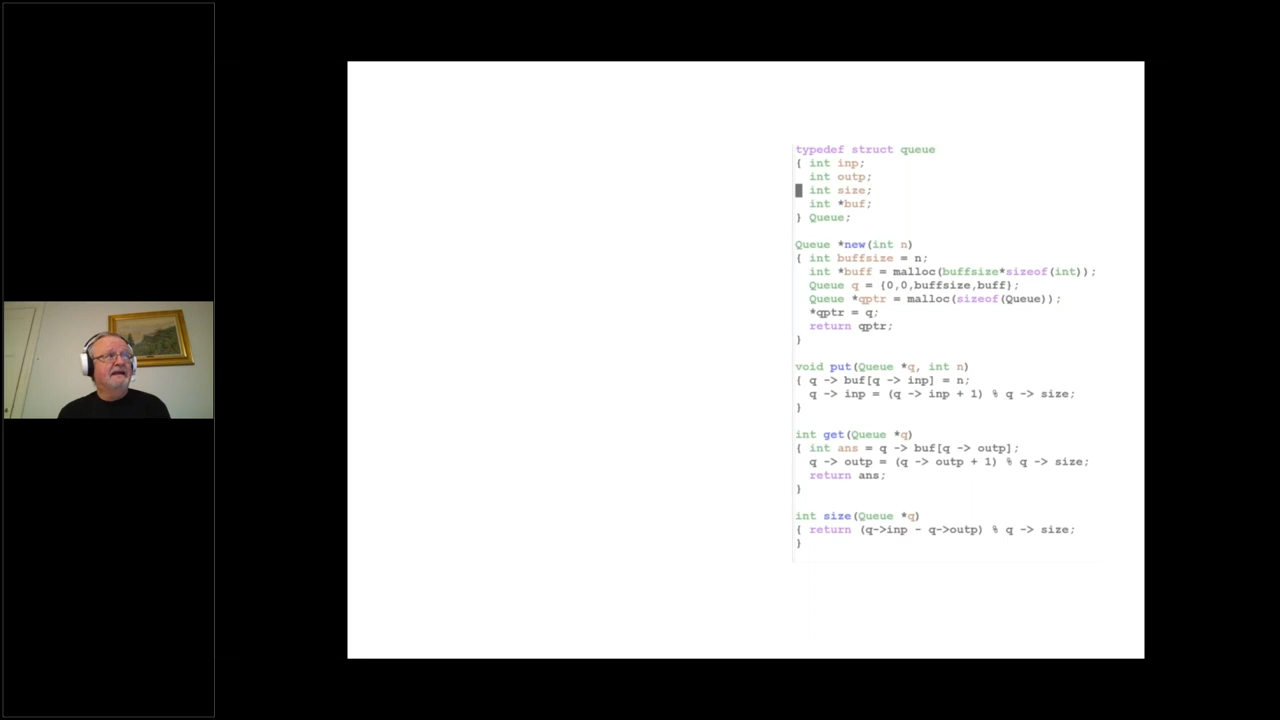 typedef struct queue
{ int inp;
  int outp;
  int size;
  int *buf;
} Queue;
Queue *new(int n)
{ int buffsize = n;
  int *buff = malloc(buffsize*sizeof(int));
  Queue q = {0,0,buffsize,buff};
  Queue *qptr = malloc(sizeof(Queue));
  *qptr = q;
  return qptr;
}
void put(Queue *q, int n)
{ q -> buf[q -> inp] = n;
  q -> inp = (q -> inp + 1) % q -> size;
}
int get(Queue *q)
{ int ans = q -> buf[q -> outp];
  q -> outp = (q -> outp + 1) % q -> size;
  return ans;
}
int size(Queue *q)
{ return (q->inp - q->outp) % q -> size;
}